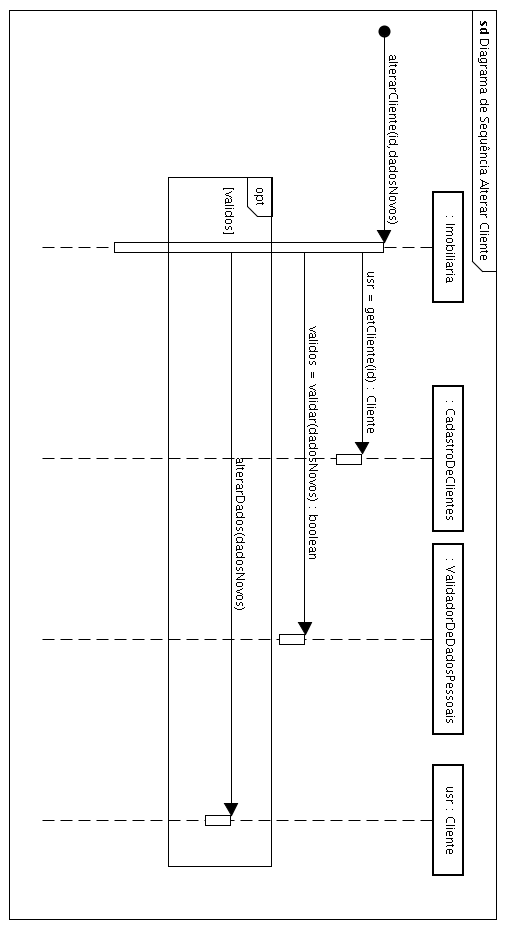 sd Diagrama de Sequência Alterar Cliente
: Imobiliaria
: CadastroDeClientes
: ValidadorDeDadosPessoais
usr : Cliente
alterarCliente(id,dadosNovos)
usr = getCliente(id) : Cliente
validos = validar(dadosNovos) : boolean
opt
[validos]
alterarDados(dadosNovos)